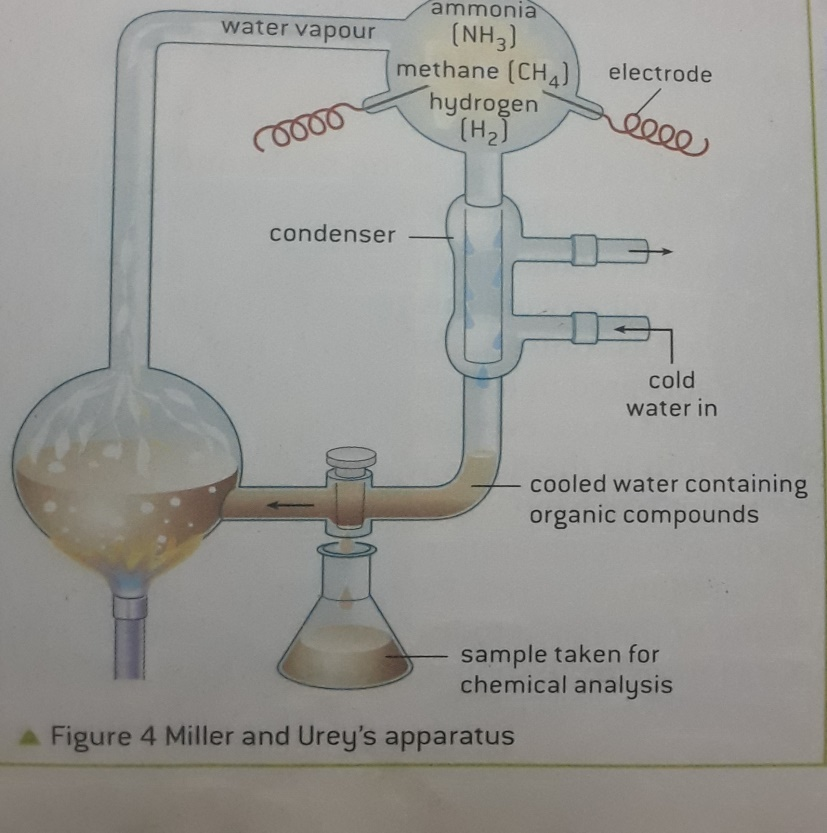 ammonia
water vapour
(NH₃)
methane (CH₄)
electrode
hydrogen
(H₂)
condenser
cold
water in
cooled water containing
organic compounds
sample taken for
chemical analysis
▲ Figure 4 Miller and Urey's apparatus